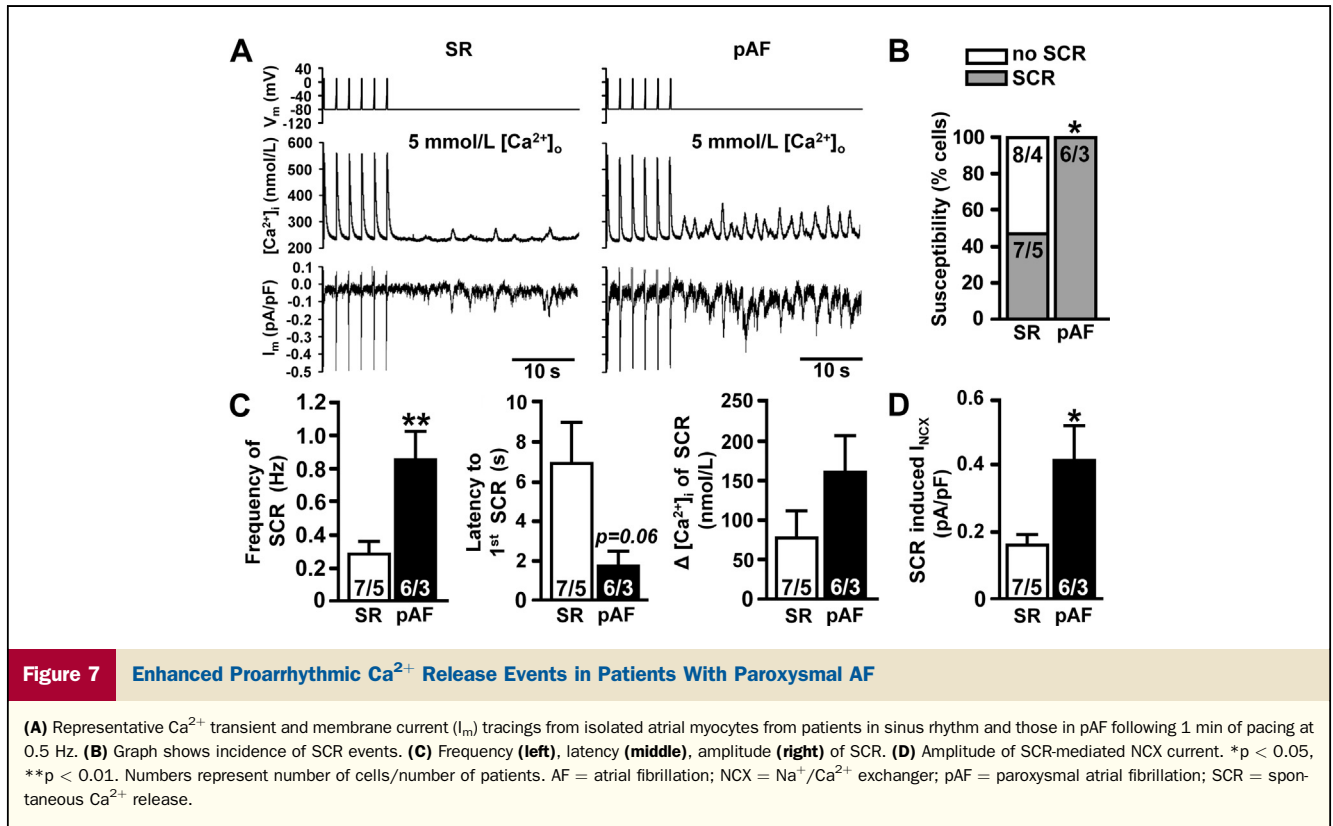 A
SR
pAF
V_m (mV)
40
0
-40
-80
-120
5 mmol/L [Ca²⁺]ₒ
5 mmol/L [Ca²⁺]ₒ
[Ca²⁺]ᵢ (nmol/L)
600
500
400
300
200
I_m (pA/pF)
0.1
0.0
-0.1
-0.2
-0.3
-0.4
-0.5
10 s
10 s
B
no SCR
SCR
Susceptibility (% cells)
100
80
60
40
20
0
*
8/4
6/3
7/5
SR pAF
C
Frequency of
SCR (Hz)
1.2
1.0
0.8
0.6
0.4
0.2
0
**
7/5 6/3
SR pAF
Latency to
1st SCR (s)
10
8
6
4
2
0
p=0.06
7/5 6/3
SR pAF
Δ [Ca²⁺]ᵢ of SCR
(nmol/L)
250
200
150
100
50
0
7/5 6/3
SR pAF
D
SCR induced I_NCX
(pA/pF)
0.6
0.4
0.2
0
*
7/5 6/3
SR pAF
Figure 7 Enhanced Proarrhythmic Ca²⁺ Release Events in Patients With Paroxysmal AF
(A) Representative Ca²⁺ transient and membrane current (I_m) tracings from isolated atrial myocytes from patients in sinus rhythm and those in pAF following 1 min of pacing at
0.5 Hz. (B) Graph shows incidence of SCR events. (C) Frequency (left), latency (middle), amplitude (right) of SCR. (D) Amplitude of SCR-mediated NCX current. *p < 0.05,
**p < 0.01. Numbers represent number of cells/number of patients. AF = atrial fibrillation; NCX = Na⁺/Ca²⁺ exchanger; pAF = paroxysmal atrial fibrillation; SCR = spon-
taneous Ca²⁺ release.